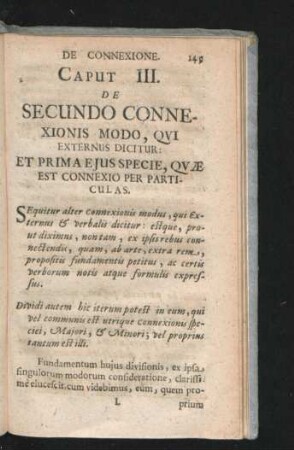 DE CONNEXIONE. 145
CAPUT III.
DE
SECUNDO CONNE-
XIONIS MODO, QVI
EXTERNUS DICITUR:
ET PRIMA EJUS SPECIE, QVÆ
EST CONNEXIO PER PARTI-
CULAS.
SEquitur alter connexionis modus, qui Ex-
ternus & verbalis dicitur: estque, pro-
ut diximus, non tam, ex ipsis rebus con-
nectendis, quam, ab arte, extra rem,
propositis fundamentis petitus, ac certis
verborum notis atque formulis expres-
sus.
Dividi autem hic iterum potest in eum, qui
vel communis est utrique connexionis spe-
ciei, Majori, & Minori; vel proprius
tantum est illi.
Fundamentum hujus divisionis, ex ipsa
singulorum modorum consideratione, clarissi-
me elucescit. cum videbimus, eum, quem pro-
L prium